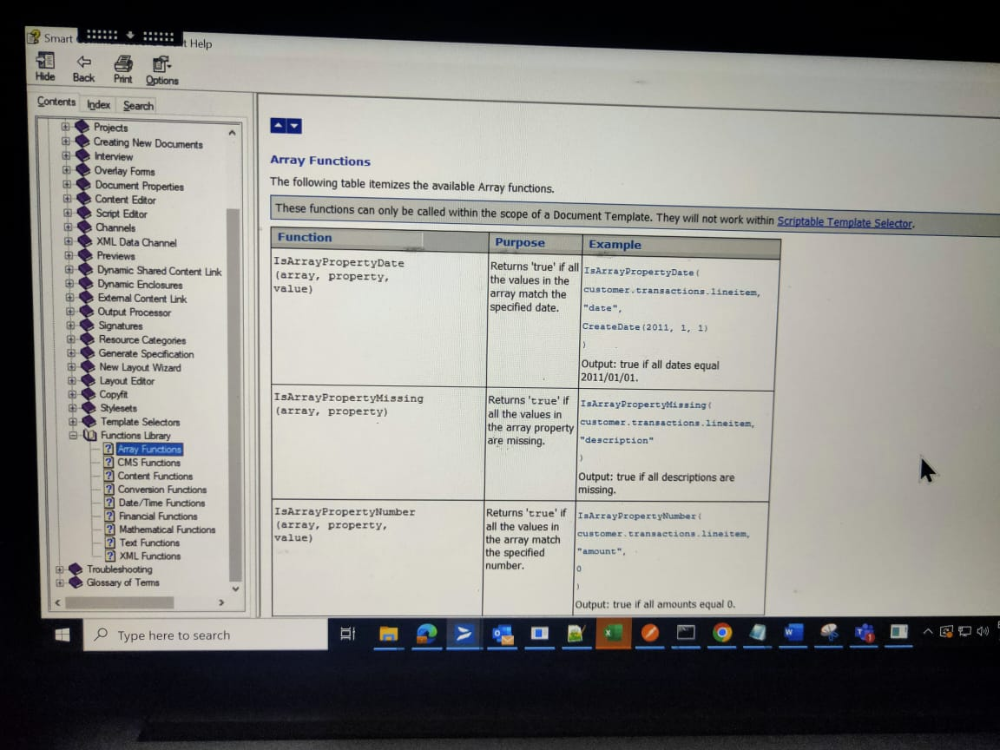 Smart
t Help
Hide
Back
Print
Options
Contents
Index
Search
Projects
Creating New Documents
Interview
Overlay Forms
Document Properties
Content Editor
Script Editor
Channels
XML Data Channel
Previews
Dynamic Shared Content Link
Dynamic Enclosures
External Content Link
Output Processor
Signatures
Resource Categories
Generate Specification
New Layout Wizard
Layout Editor
Copyfit
Stylesets
Template Selectors
Functions Library
Array Functions
CMS Functions
Content Functions
Conversion Functions
Date/Time Functions
Financial Functions
Mathematical Functions
Text Functions
XML Functions
Troubleshooting
Glossary of Terms
Array Functions
The following table itemizes the available Array functions.
These functions can only be called within the scope of a Document Template. They will not work within Scriptable Template Selector.
Function
Purpose
Example
IsArrayPropertyDate
(array, property,
value)
Returns 'true' if all
the values in the
array match the
specified date.
IsArrayPropertyDate(
customer.transactions.lineitem,
"date",
CreateDate(2011, 1, 1)
)
Output: true if all dates equal
2011/01/01.
IsArrayPropertyMissing
(array, property)
Returns 'true' if
all the values in
the array property
are missing.
IsArrayPropertyMissing(
customer.transactions.lineitem,
"description"
)
Output: true if all descriptions are
missing.
IsArrayPropertyNumber
(array, property,
value)
Returns 'true' if
all the values in
the array match
the specified
number.
IsArrayPropertyNumber(
customer.transactions.lineitem,
"amount",
0
)
Output: true if all amounts equal 0.
Type here to search